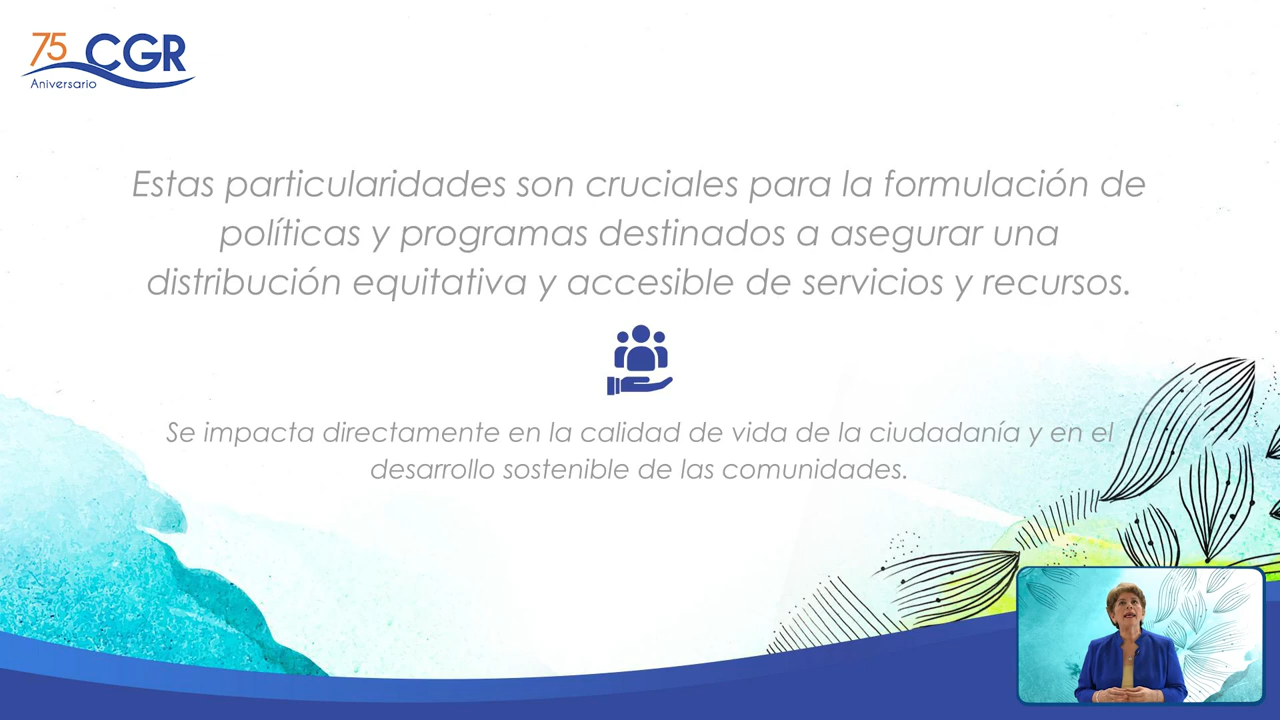 75 CGR
Aniversario
Estas particularidades son cruciales para la formulación de
políticas y programas destinados a asegurar una
distribución equitativa y accesible de servicios y recursos.
Se impacta directamente en la calidad de vida de la ciudadanía y en el
desarrollo sostenible de las comunidades.